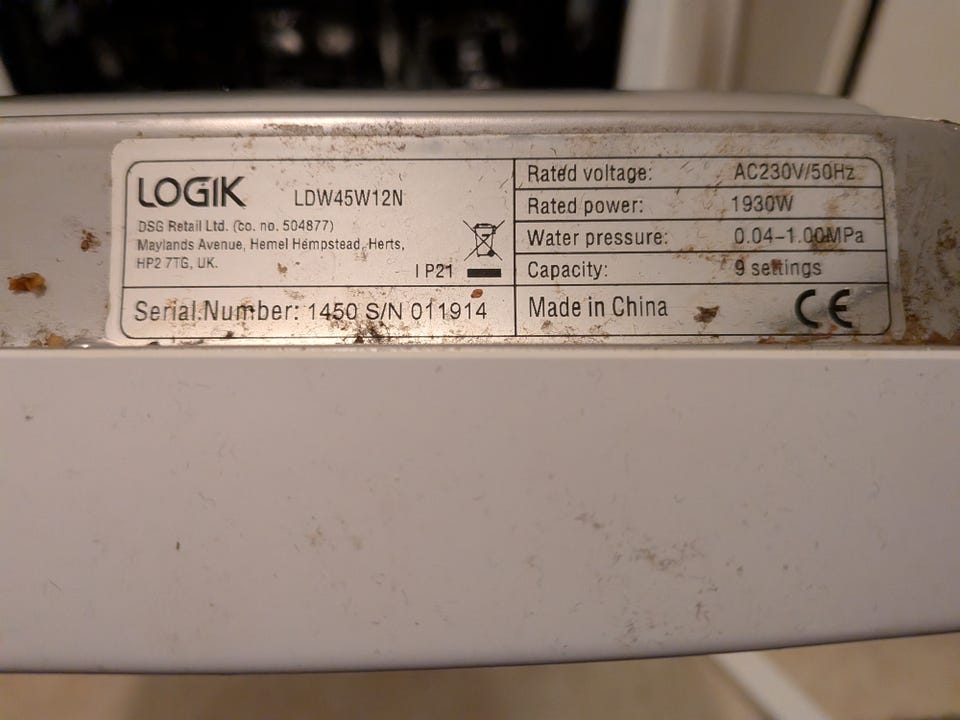 LOGIK LDW45W12N
DSG Retail Ltd. (co. no. 504877)
Maylands Avenue, Hemel Hempstead, Herts,
HP2 7TG, UK.
IP21
Serial Number: 1450 S/N 011914
Rated voltage: AC230V/50Hz
Rated power: 1930W
Water pressure: 0.04-1.00MPa
Capacity: 9 settings
Made in China CE